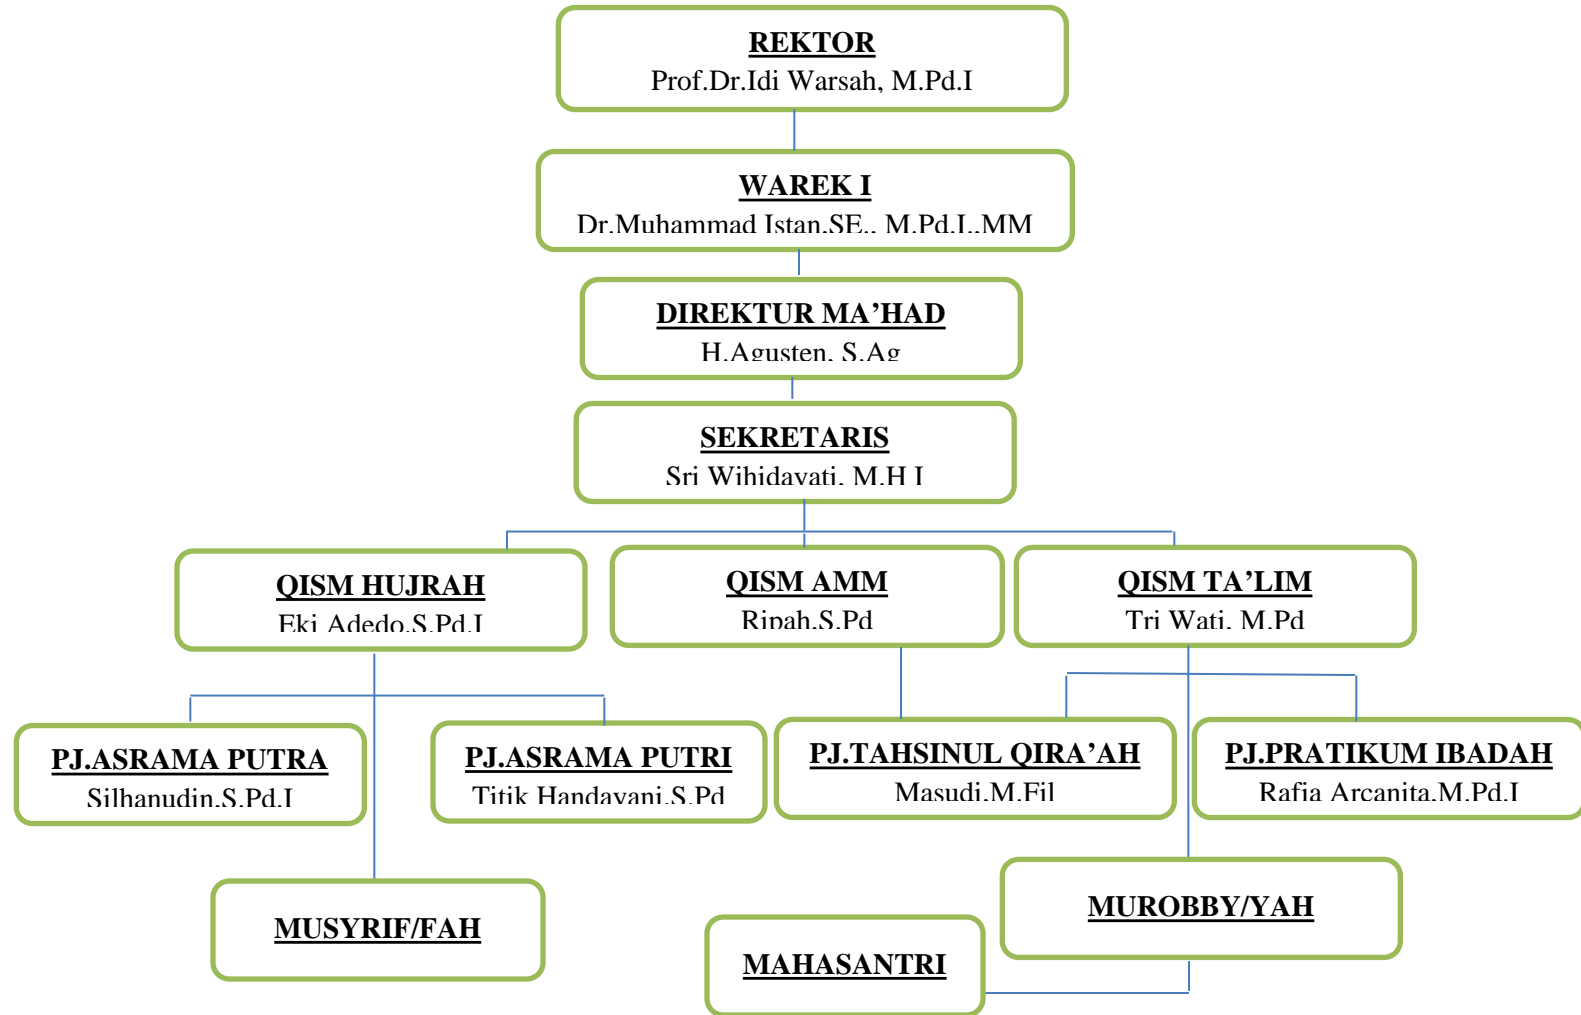 REKTOR
Prof.Dr.Idi Warsah, M.Pd.I
WAREK I
Dr.Muhammad Istan,SE., M.Pd.I.,MM
DIREKTUR MA’HAD
H.Agusten, S.Ag
SEKRETARIS
Sri Wihidayati, M.H I
QISM HUJRAH
Eki Adedo,S.Pd.I
QISM AMM
Ripah,S.Pd
QISM TA’LIM
Tri Wati, M.Pd
PJ.ASRAMA PUTRA
Silhanudin,S.Pd.I
PJ.ASRAMA PUTRI
Titik Handayani,S.Pd
PJ.TAHSINUL QIRA’AH
Masudi,M.Fil
PJ.PRATIKUM IBADAH
Rafia Arcanita,M.Pd.I
MUSYRIF/FAH
MUROBBY/YAH
MAHASANTRI